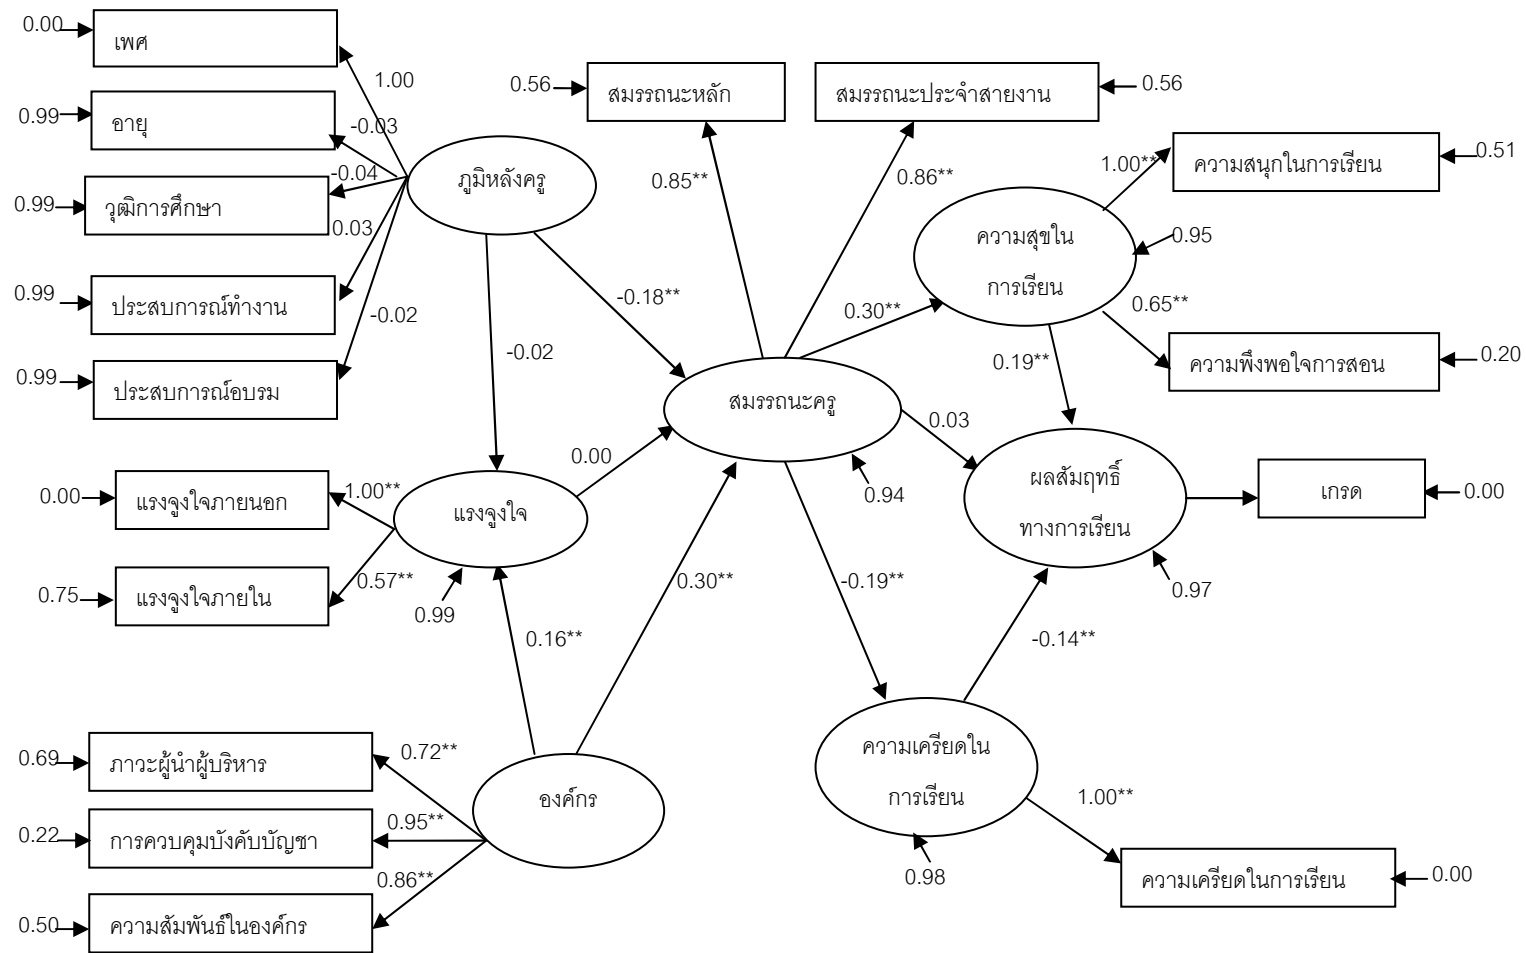 0.00
เพศ
1.00
0.99
อายุ
-0.03
0.99
วุฒิการศึกษา
-0.04
0.03
0.99
ประสบการณ์ทำงาน
-0.02
0.99
ประสบการณ์อบรม
ภูมิหลังครู
-0.18**
-0.02
0.56
สมรรถนะหลัก
สมรรถนะประจำสายงาน
0.56
0.85**
0.86**
1.00**
ความสนุกในการเรียน
0.51
ความสุขใน
การเรียน
0.95
0.30**
0.65**
0.19**
ความพึงพอใจการสอน
0.20
สมรรถนะครู
0.03
0.94
0.00
0.00
แรงจูงใจภายนอก
1.00**
แรงจูงใจ
0.75
แรงจูงใจภายใน
0.57**
0.99
ผลสัมฤทธิ์
ทางการเรียน
เกรด
0.00
0.97
0.16**
0.30**
-0.19**
-0.14**
0.69
ภาวะผู้นำผู้บริหาร
0.72**
0.22
การควบคุมบังคับบัญชา
0.95**
0.86**
0.50
ความสัมพันธ์ในองค์กร
องค์กร
ความเครียดใน
การเรียน
0.98
1.00**
ความเครียดในการเรียน
0.00